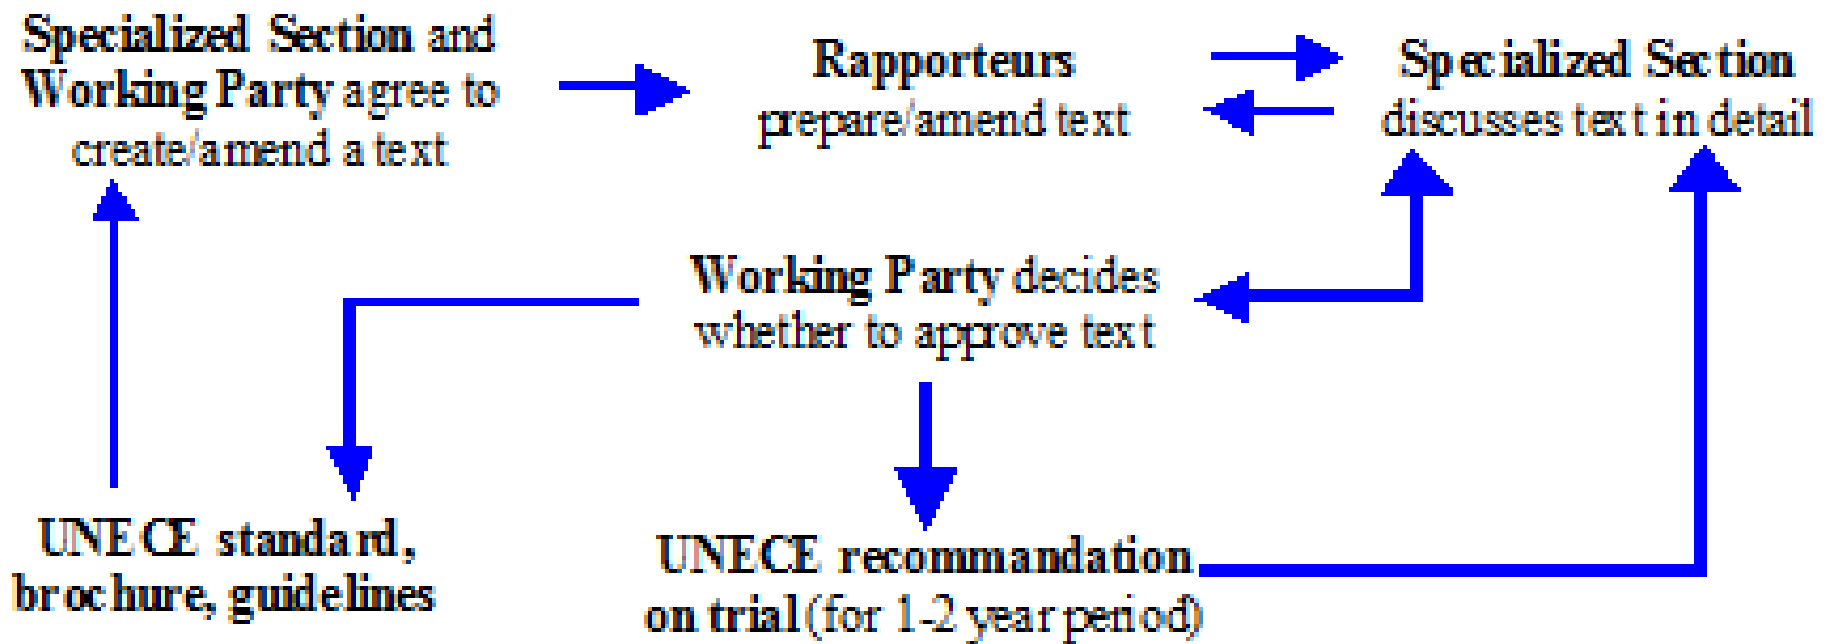 Specialized Section and
Working Party agree to
create/amend a text
Rapporteurs
prepare/amend text
Specialized Section
discusses text in detail
Working Party decides
whether to approve text
UNECE standard,
brochure, guidelines
UNECE recommandation
on trial (for 1-2 year period)